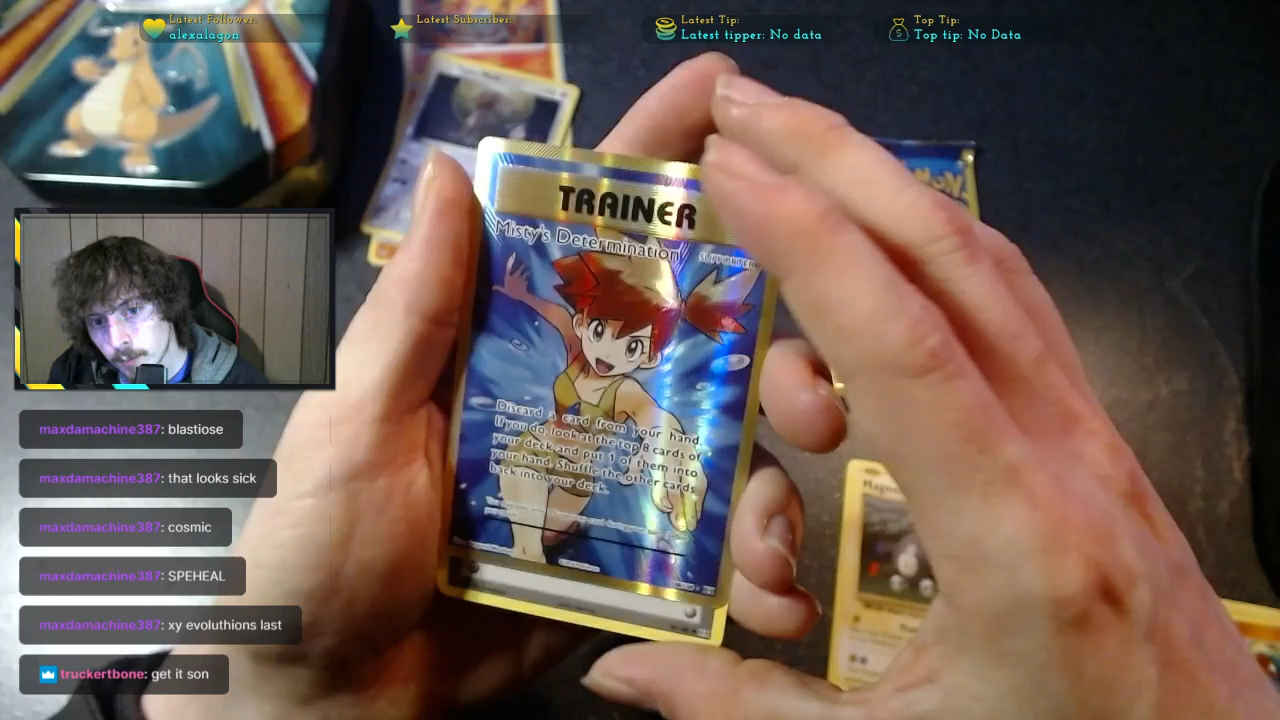 Latest Follower:
alexalagon
Latest Subscriber:
Latest Tip:
Latest tipper: No data
Top Tip:
Top tip: No Data
TRAINER
Misty's Determination
SUPPORTER
Discard a card from your hand.
If you do, look at the top 8 cards of
your deck and put 1 of them into
your hand. Shuffle the other cards
back into your deck.
maxdamachine387: blastiose
maxdamachine387: that looks sick
maxdamachine387: cosmic
maxdamachine387: SPEHEAL
maxdamachine387: xy evoluthions last
truckertbone: get it son